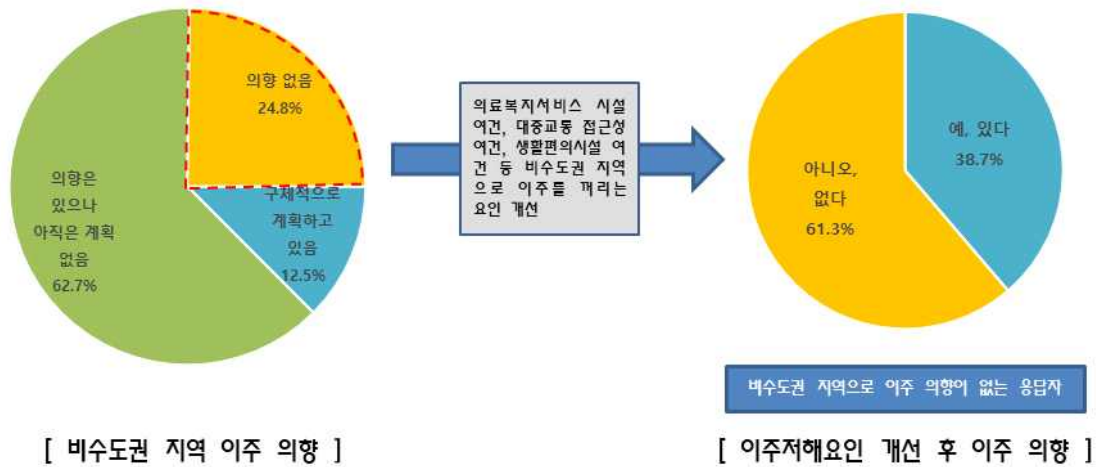 의향 없음
24.8%
의향은
있으나
아직은 계획
없음
62.7%
구체적으로
계획하고
있음
12.5%
의료복지서비스 시설
여건, 대중교통 접근성
여건, 생활편의시설 여
건 등 비수도권 지역
으로 이주를 꺼리는
요인 개선
예, 있다
38.7%
아니오,
없다
61.3%
비수도권 지역으로 이주 의향이 없는 응답자
[ 비수도권 지역 이주 의향 ]
[ 이주저해요인 개선 후 이주 의향 ]